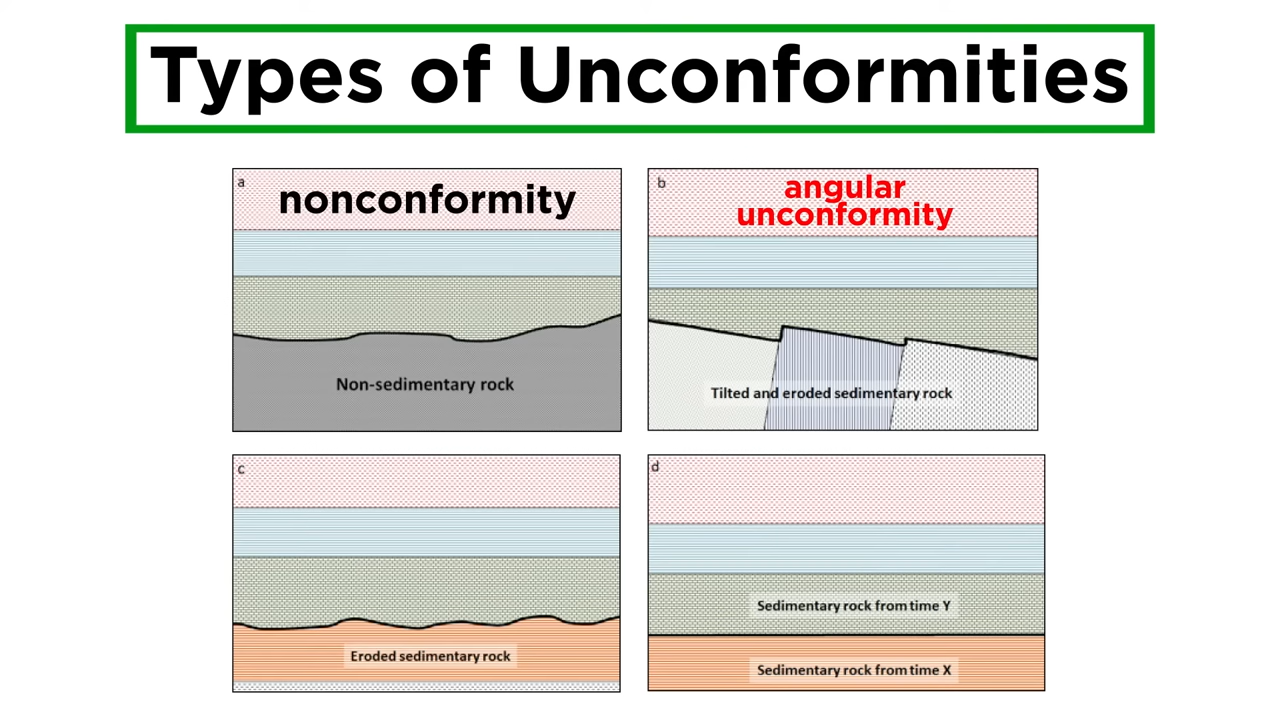 Types of Unconformities
a
nonconformity
Non-sedimentary rock
b
angular
unconformity
Tilted and eroded sedimentary rock
c
Eroded sedimentary rock
d
Sedimentary rock from time Y
Sedimentary rock from time X